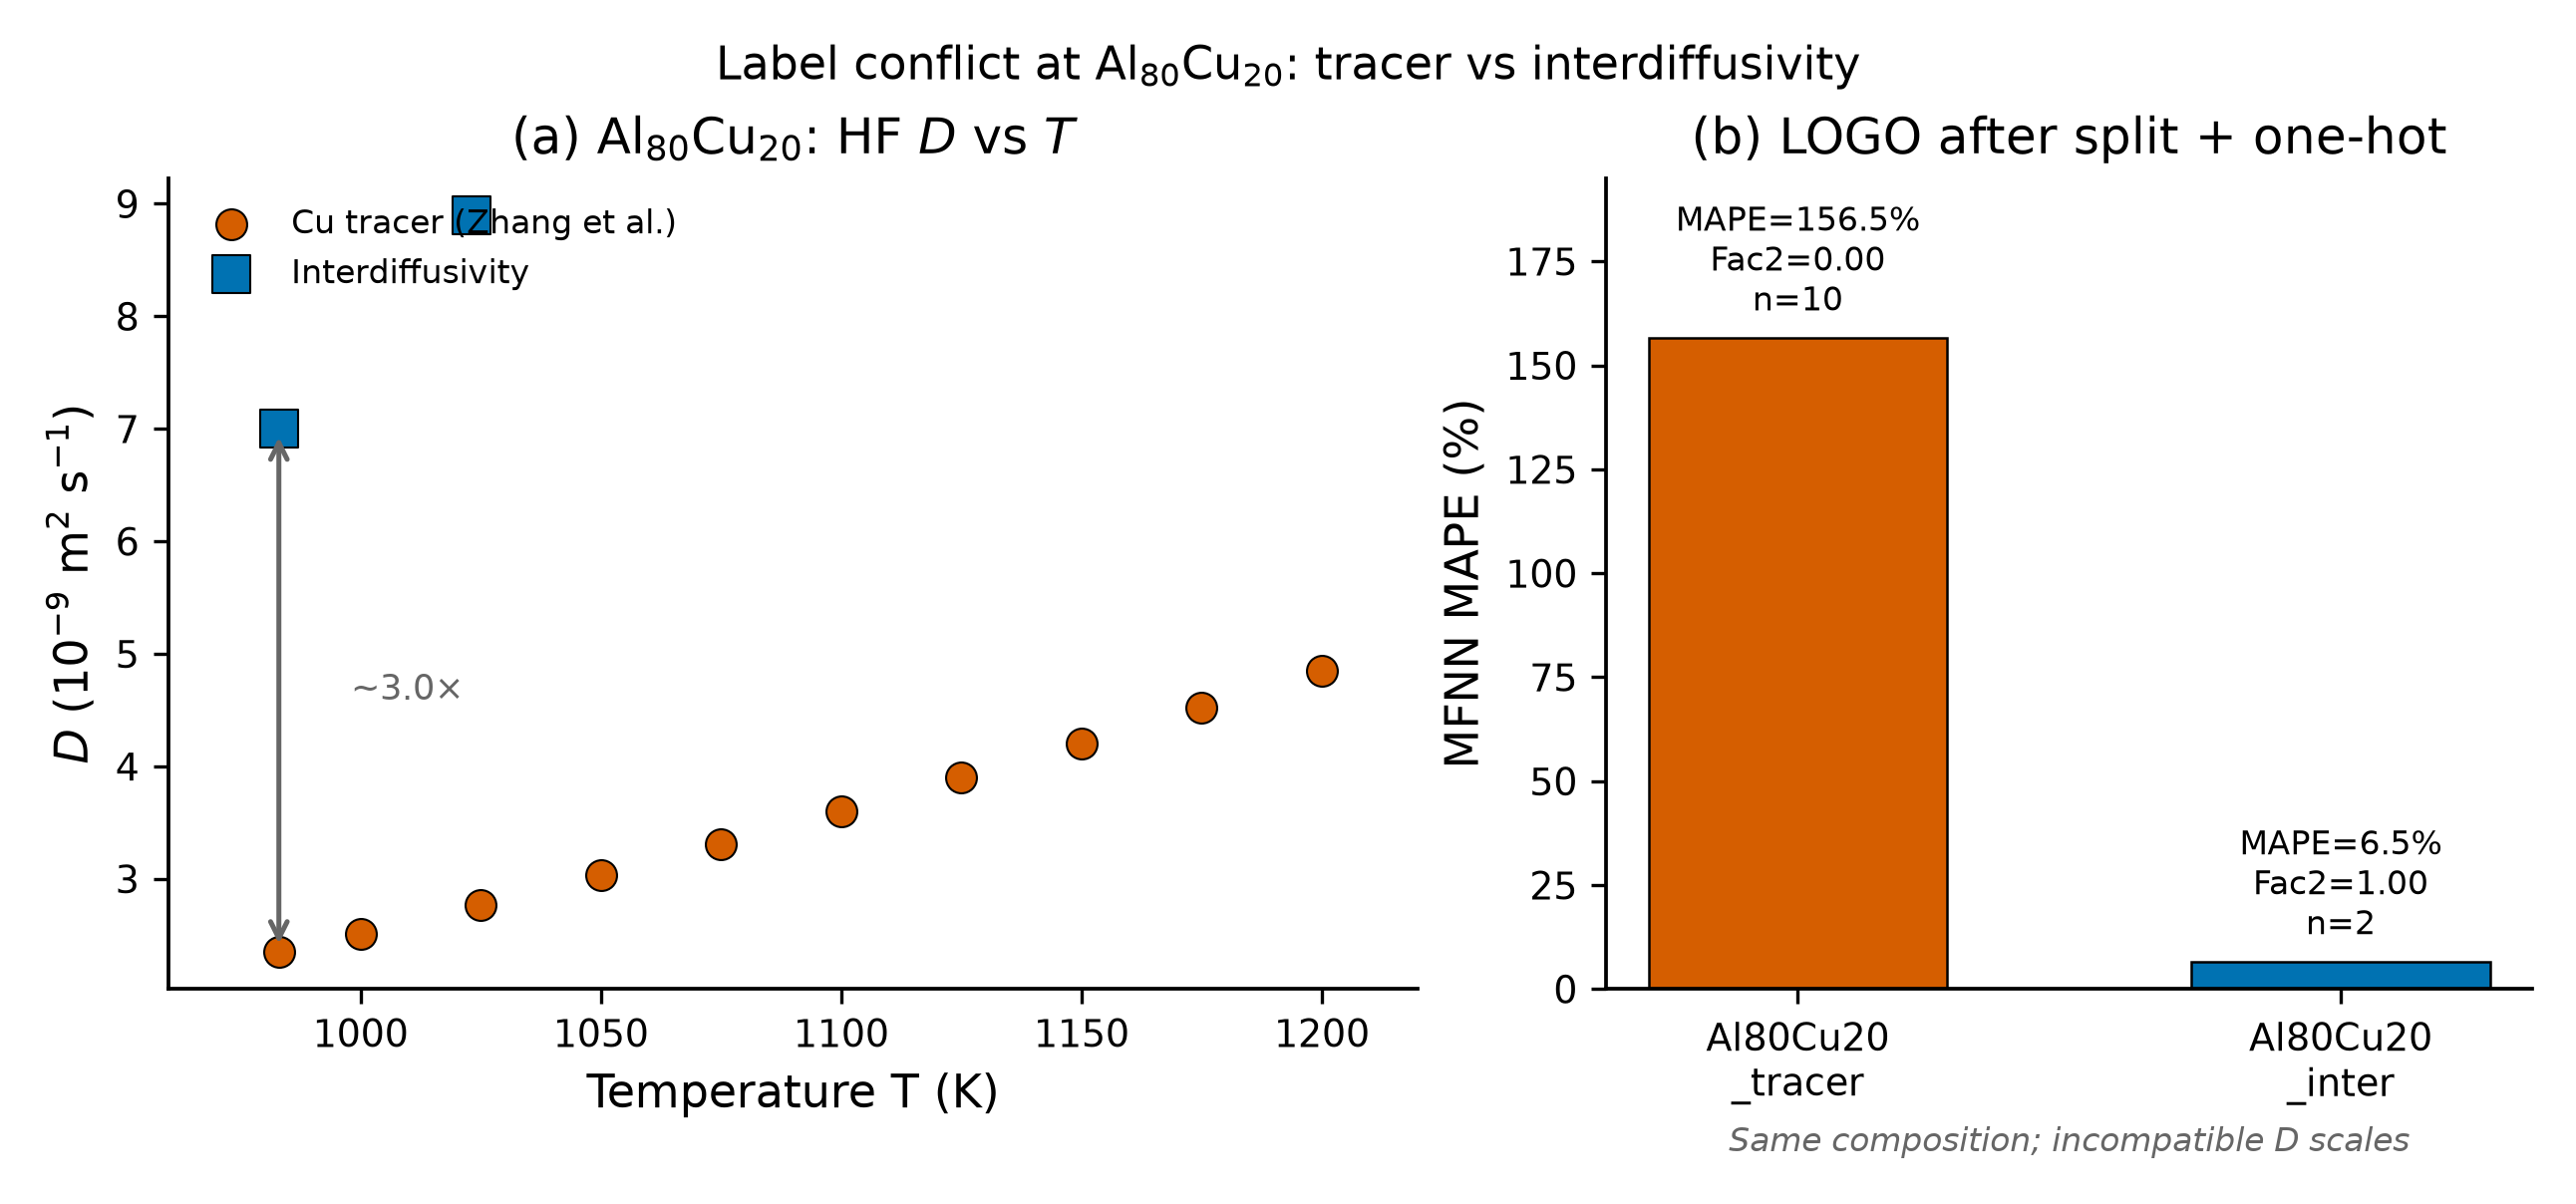 Label conflict at Al₈₀Cu₂₀: tracer vs interdiffusivity
(a) Al₈₀Cu₂₀: HF D vs T
Cu tracer (Zhang et al.)
Interdiffusivity
9
8
7
6
5
4
3
D (10⁻⁹ m² s⁻¹)
~3.0×
1000 1050 1100 1150 1200
Temperature T (K)
(b) LOGO after split + one-hot
MAPE=156.5%
Fac2=0.00
n=10
175
150
125
100
75
50
25
0
MFNN MAPE (%)
MAPE=6.5%
Fac2=1.00
n=2
Al80Cu20
_tracer
Al80Cu20
_inter
Same composition; incompatible D scales